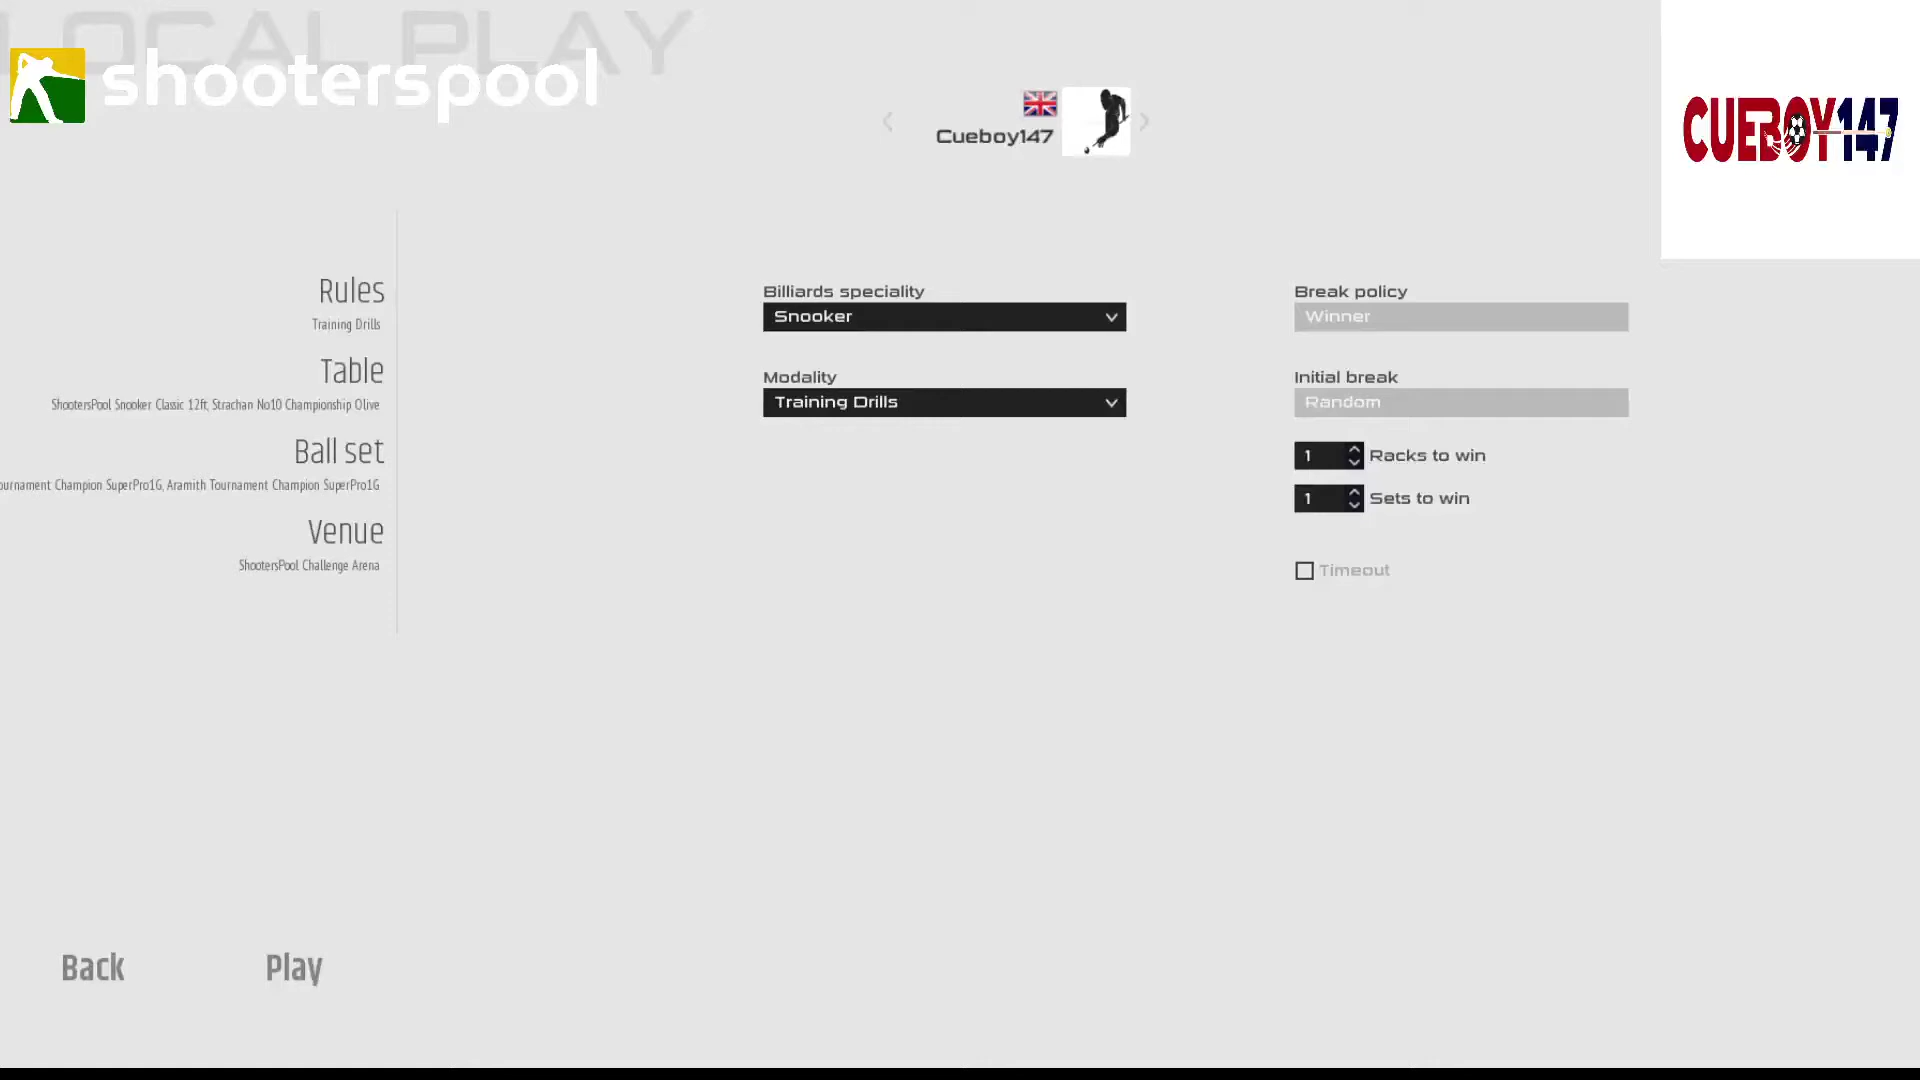 LOCAL PLAY
shooterspool
Cueboy147
CUEBOY147
Rules
Training Drills
Table
ShootersPool Snooker Classic 12ft, Strachan No10 Championship Olive
Ball set
Champion SuperPro1G, Aramith Tournament Champion SuperPro1G
Venue
ShootersPool Challenge Arena
Billiards speciality
Snooker
Modality
Training Drills
Break policy
Winner
Initial break
Random
1 Racks to win
1 Sets to win
Timeout
Back
Play